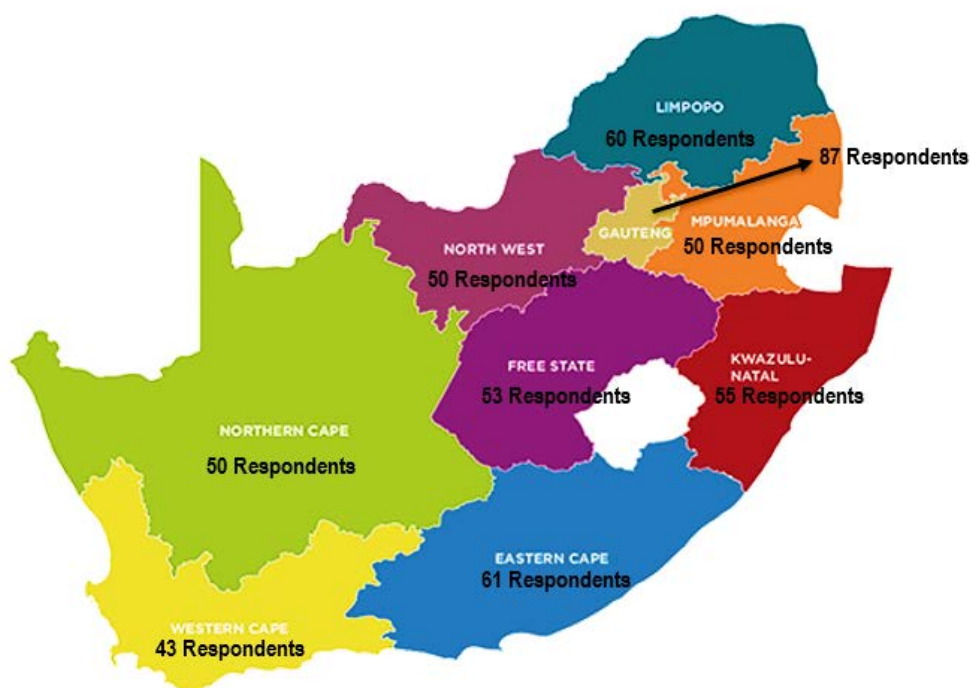 LIMPOPO
60 Respondents
87 Respondents
GAUTENG
MPUMALANGA
50 Respondents
NORTH WEST
50 Respondents
FREE STATE
53 Respondents
KWAZULU-
NATAL
55 Respondents
NORTHERN CAPE
50 Respondents
EASTERN CAPE
61 Respondents
WESTERN CAPE
43 Respondents